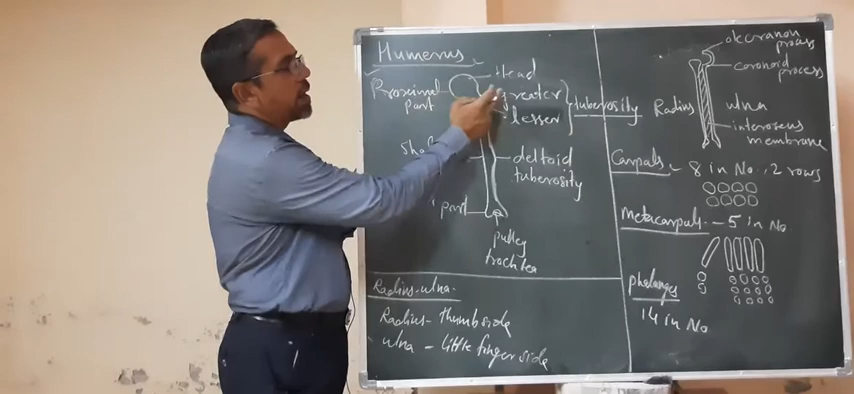 Humerus
Head
Proximal
part
greater
lesser
tuberosity
deltoid
tuberosity
part
pulley
trochlea
Radius-ulna-
Radius- thumb side
ulna - little finger side
olecranon
process
coronoid process
Radius
ulna
interosseus
membrane
Carpals - 8 in No., 2 rows
Metacarpals - 5 in No
phalanges
14 in No